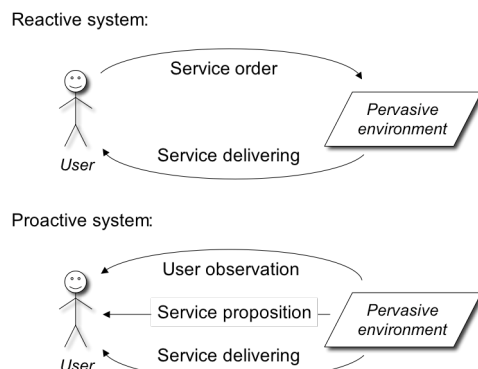 Reactive system:
Service order
Pervasive
environment
Service delivering
User
Proactive system:
User observation
Service proposition
Pervasive
environment
Service delivering
User